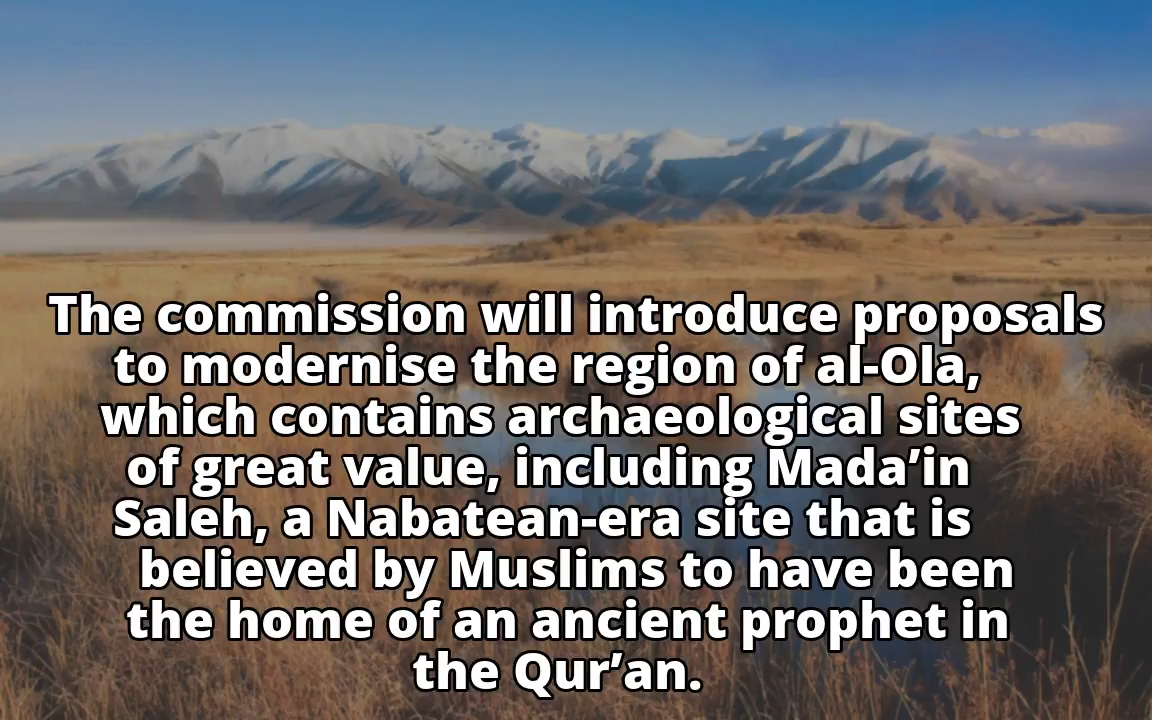 The commission will introduce proposals
to modernise the region of al-Ola,
which contains archaeological sites
of great value, including Mada’in
Saleh, a Nabatean-era site that is
believed by Muslims to have been
the home of an ancient prophet in
the Qur’an.